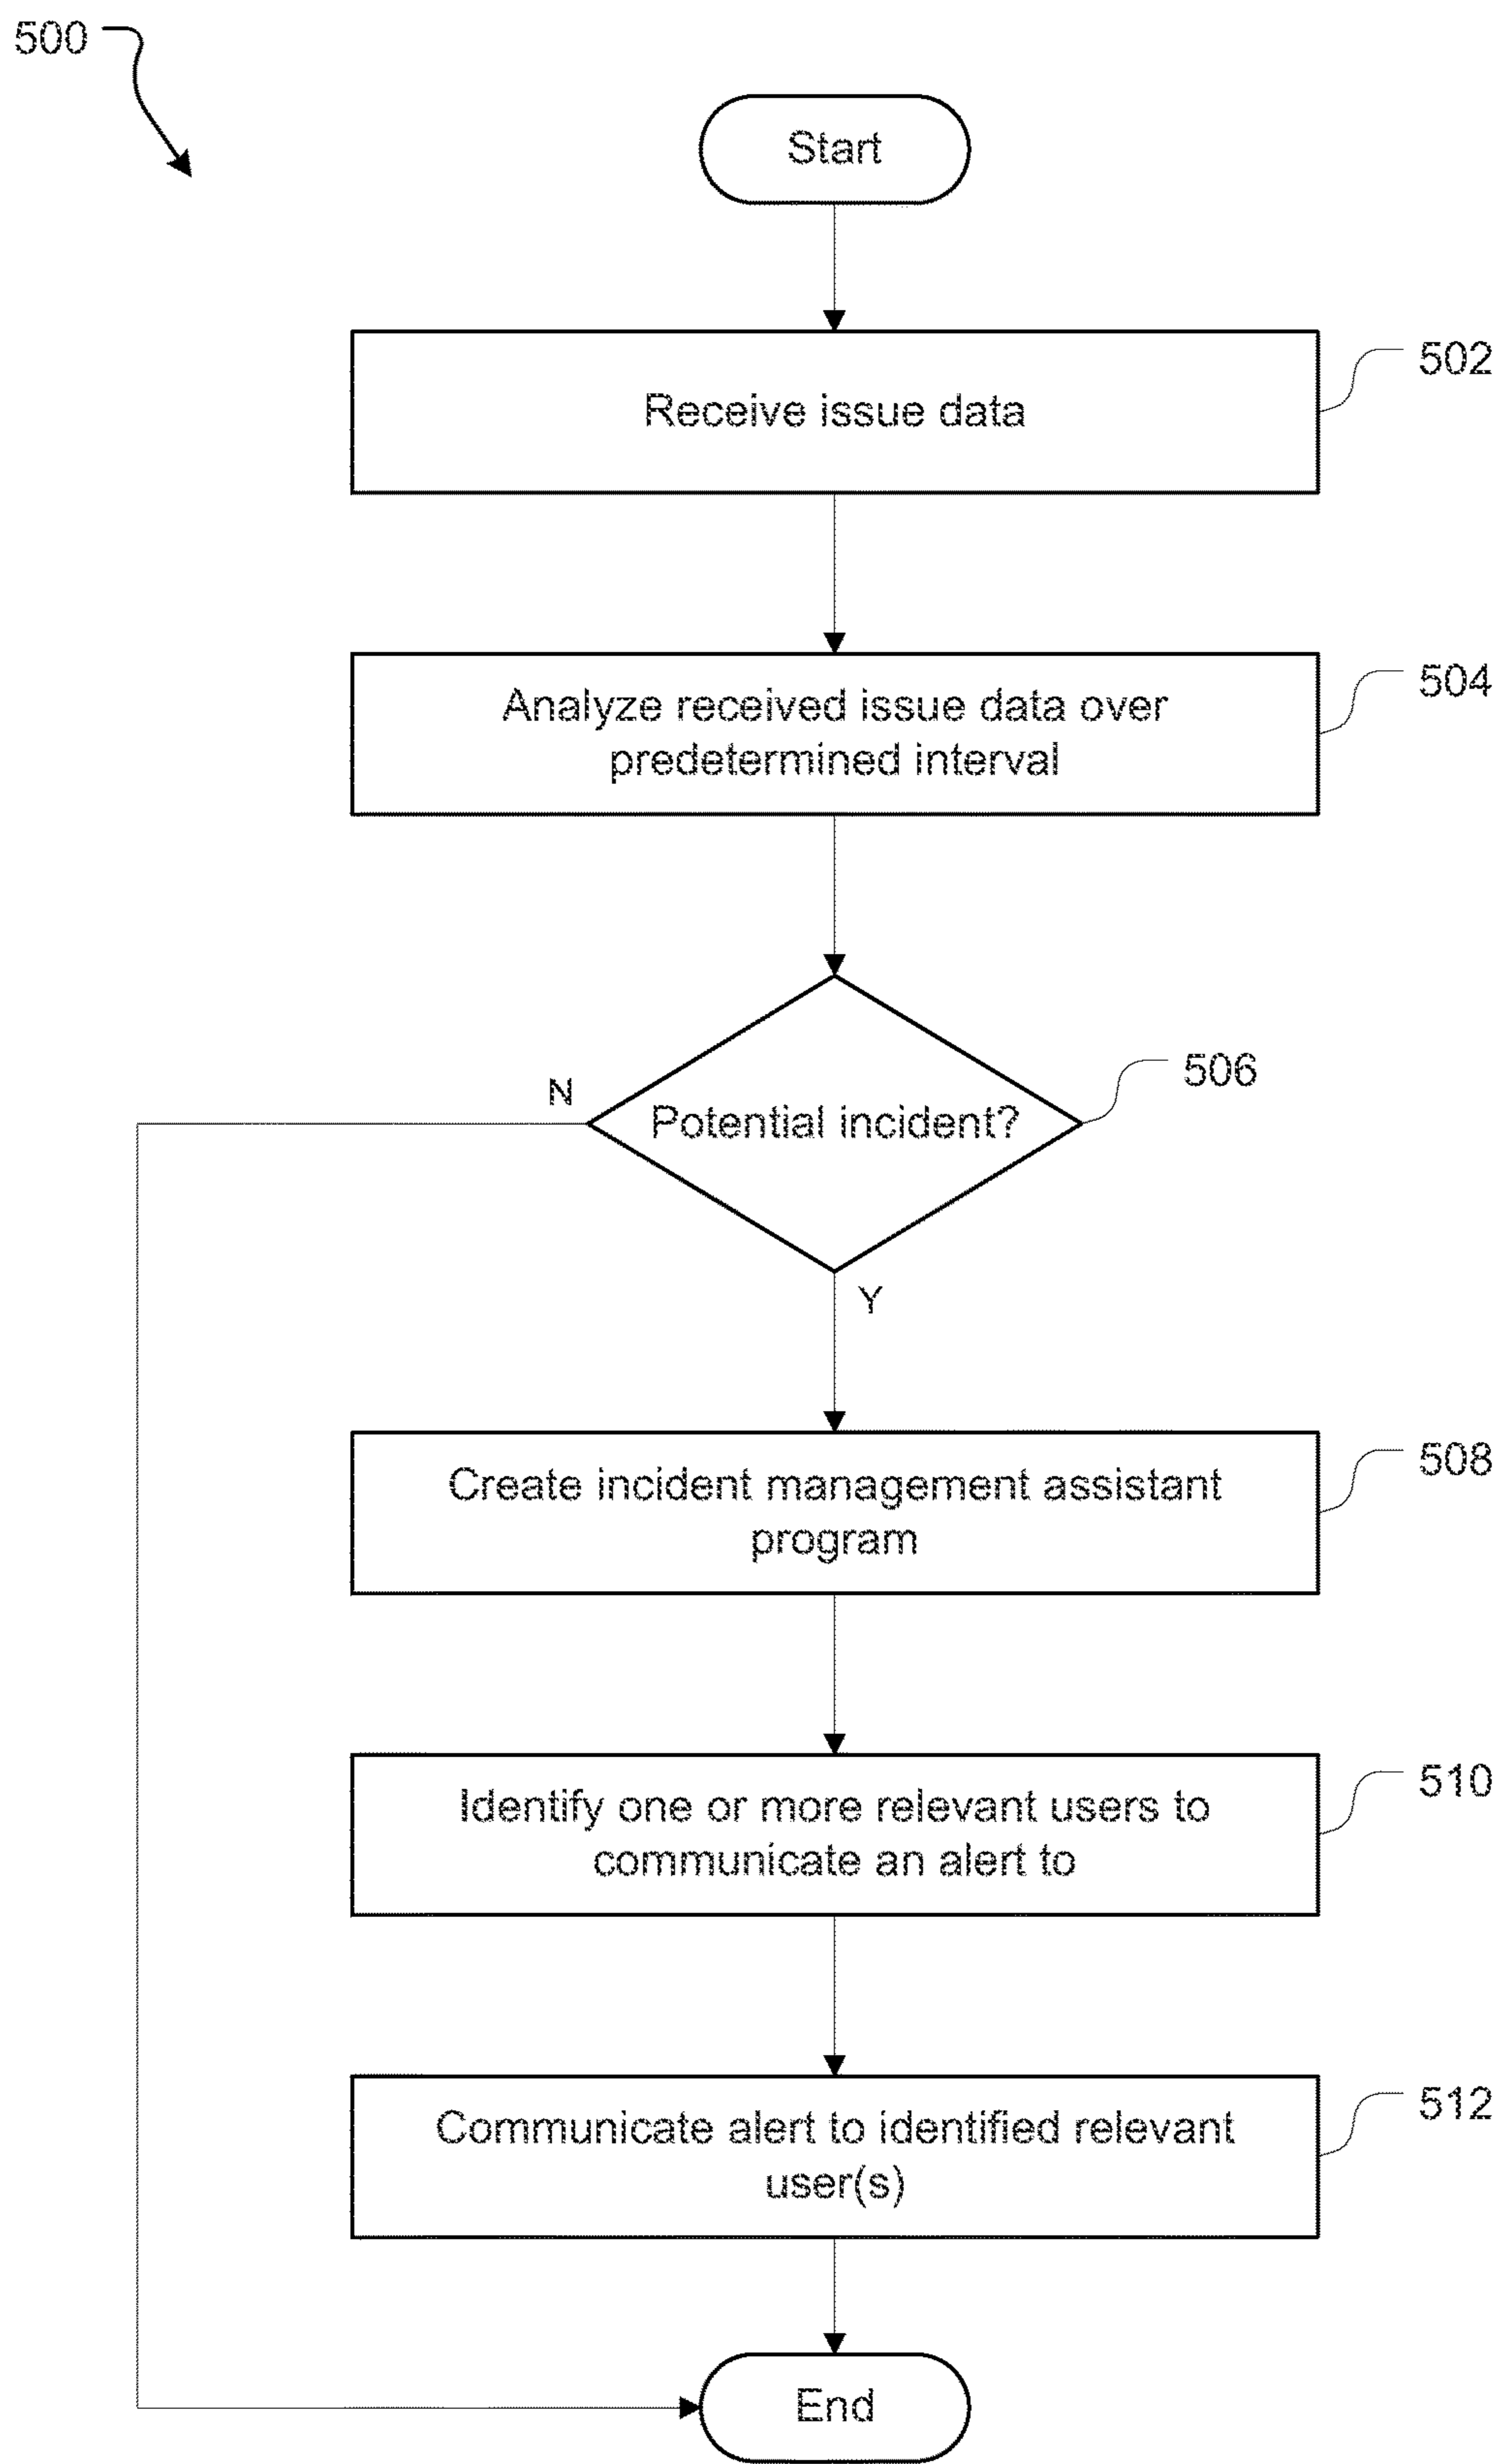 500
Start
502
Receive issue data
504
Analyze received issue data over
predetermined interval
506
N
Potential incident?
Y
508
Create incident management assistant
program
510
Identify one or more relevant users to
communicate an alert to
512
Communicate alert to identified relevant
user(s)
End